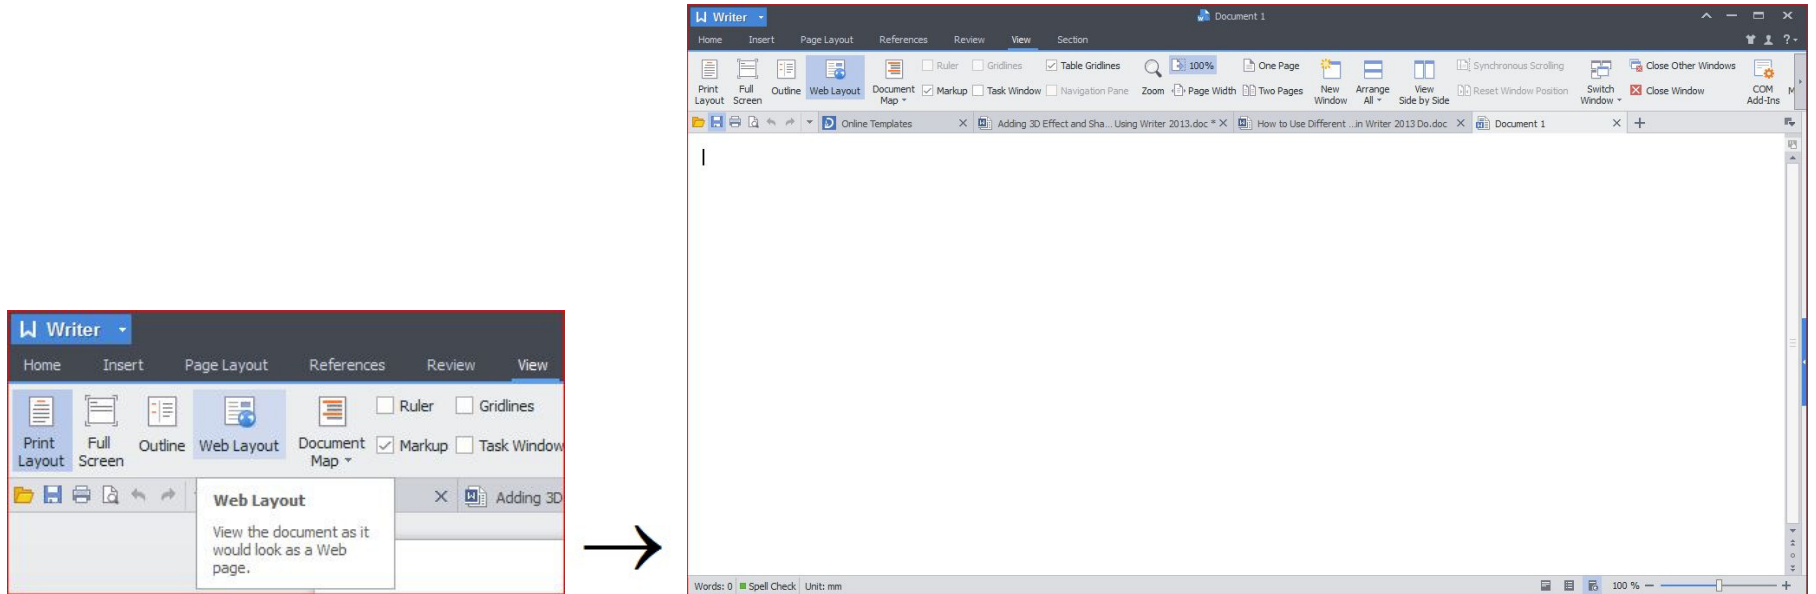 Writer
Home Insert Page Layout References Review View
Print Layout Full Screen Outline Web Layout Document Map Ruler Gridlines
Markup Task Window
Adding 3D
Web Layout
View the document as it
would look as a Web
page.
→
Writer Document 1
Home Insert Page Layout References Review View Section ?
Ruler Gridlines Table Gridlines 100% One Page Synchronous Scrolling Close Other Windows
Print Layout Full Screen Outline Web Layout Document Map Markup Task Window Navigation Pane Zoom Page Width Two Pages New Window Arrange All View Side by Side Reset Window Position Switch Window Close Window COM Add-Ins M
Online Templates Adding 3D Effect and Sha... Using Writer 2013.doc * How to Use Different ...in Writer 2013 Do.doc Document 1
Words: 0 Spell Check Unit: mm 100 %